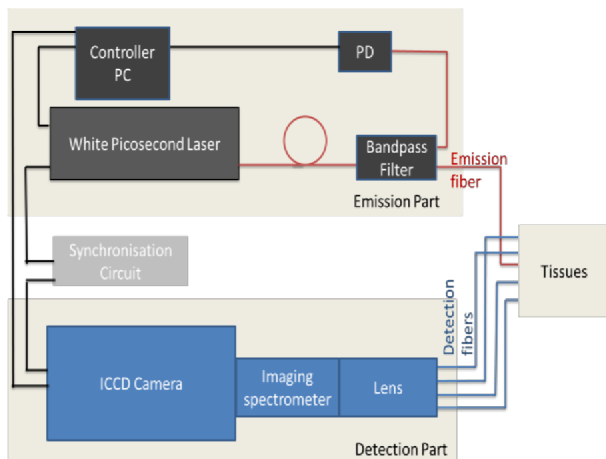 Controller
PC
PD
White Picosecond Laser
Bandpass
Filter
Emission
fiber
Emission Part
Synchronisation
Circuit
Tissues
Detection
fibers
ICCD Camera
Imaging
spectrometer
Lens
Detection Part